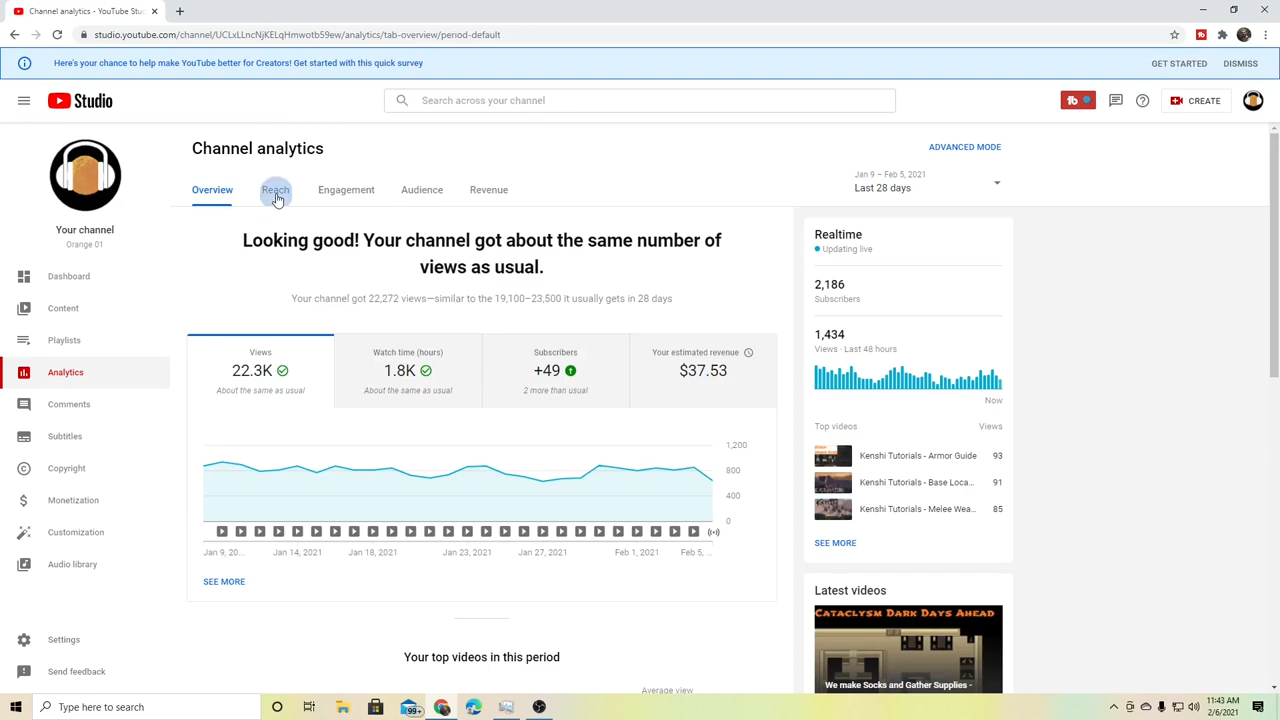 Channel analytics - YouTube Stu
studio.youtube.com/channel/UCLxLLncNjKELqHmwotb59ew/analytics/tab-overview/period-default
Here's your chance to help make YouTube better for Creators! Get started with this quick survey
GET STARTED
DISMISS
Studio
Search across your channel
CREATE
Your channel
Orange 01
Dashboard
Content
Playlists
Analytics
Comments
Subtitles
Copyright
Monetization
Customization
Audio library
Settings
Send feedback
Channel analytics
ADVANCED MODE
Overview
Reach
Engagement
Audience
Revenue
Jan 9 – Feb 5, 2021
Last 28 days
Looking good! Your channel got about the same number of
views as usual.
Your channel got 22,272 views—similar to the 19,100–23,500 it usually gets in 28 days
Views
22.3K
About the same as usual
Watch time (hours)
1.8K
About the same as usual
Subscribers
+49
2 more than usual
Your estimated revenue
$37.53
1,200
800
400
0
Jan 9, 20...
Jan 14, 2021
Jan 18, 2021
Jan 23, 2021
Jan 27, 2021
Feb 1, 2021
Feb 5, ...
SEE MORE
Your top videos in this period
Average view
Realtime
Updating live
2,186
Subscribers
1,434
Views · Last 48 hours
Now
Top videos
Views
Kenshi Tutorials - Armor Guide
93
Kenshi Tutorials - Base Loca...
91
Kenshi Tutorials - Melee Wea...
85
SEE MORE
Latest videos
CATACLYSM DARK DAYS AHEAD
We make Socks and Gather Supplies -
Type here to search
99+
11:43 AM
2/6/2021